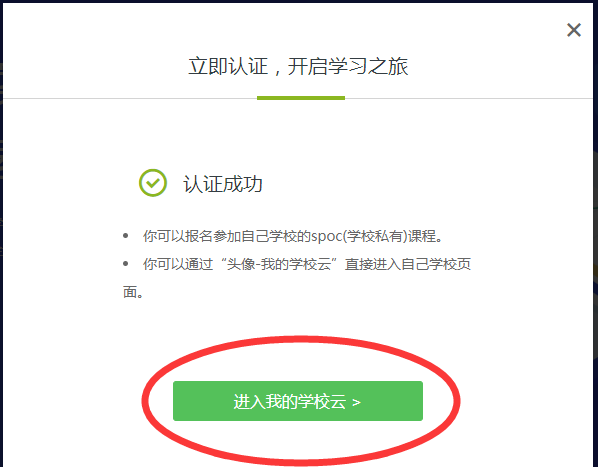 立即认证，开启学习之旅
认证成功
你可以报名参加自己学校的spoc(学校私有)课程。
你可以通过“头像-我的学校云”直接进入自己学校页
面。
进入我的学校云 >